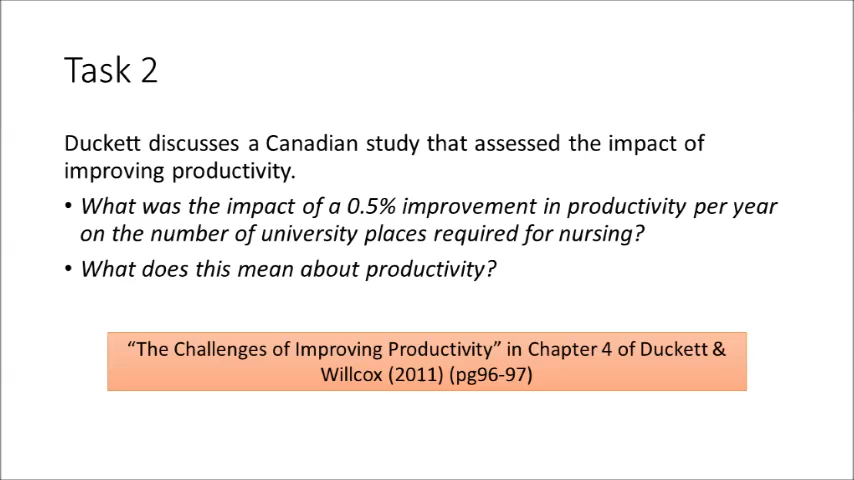 Task 2
Duckett discusses a Canadian study that assessed the impact of
improving productivity.
• What was the impact of a 0.5% improvement in productivity per year
on the number of university places required for nursing?
• What does this mean about productivity?
“The Challenges of Improving Productivity” in Chapter 4 of Duckett &
Willcox (2011) (pg96-97)